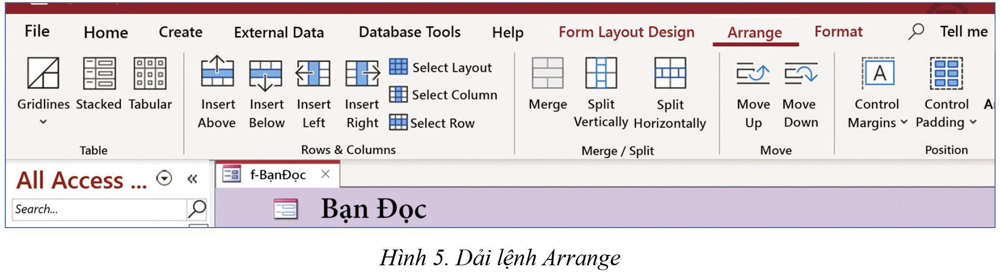 File Home Create External Data Database Tools Help Form Layout Design Arrange Format Tell me
Gridlines Stacked Tabular
Insert Above Insert Below Insert Left Insert Right
Select Layout
Select Column
Select Row
Merge Split Vertically Split Horizontally
Move Up Move Down
Control Margins Control Padding
Table Rows & Columns Merge / Split Move Position
All Access ...
f-BạnĐọc
Search...
Bạn Đọc
Hình 5. Dải lệnh Arrange